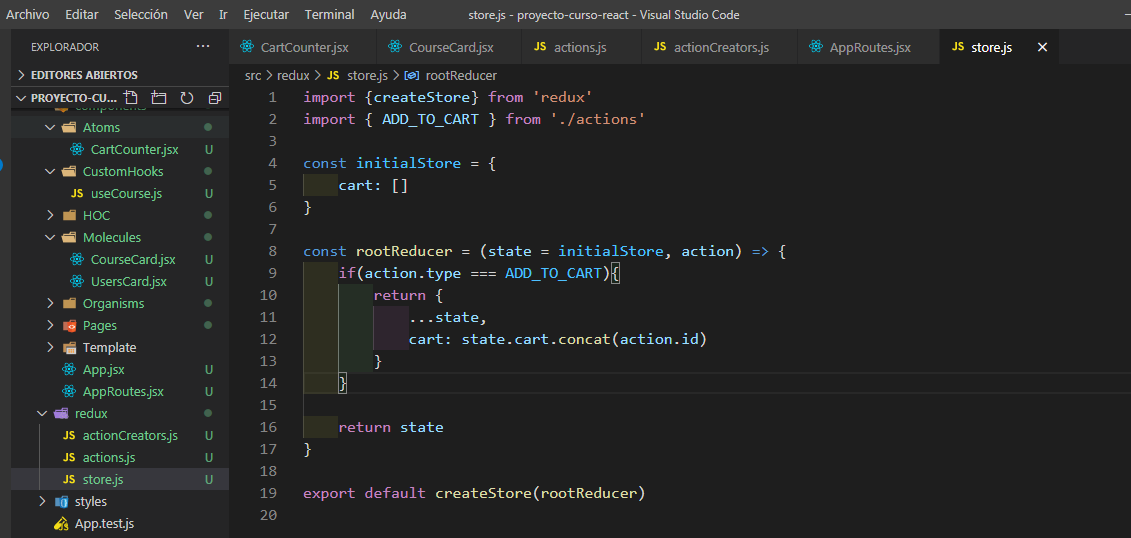 Archivo Editar Selección Ver Ir Ejecutar Terminal Ayuda store.js - proyecto-curso-react - Visual Studio Code
EXPLORADOR ···
EDITORES ABIERTOS
PROYECTO-CU...
components
Atoms
CartCounter.jsx U
CustomHooks
JS useCourse.js U
HOC
Molecules
CourseCard.jsx U
UsersCard.jsx U
Organisms
Pages
Template
App.jsx U
AppRoutes.jsx U
redux
JS actionCreators.js U
JS actions.js U
JS store.js U
styles
App.test.js
CartCounter.jsx CourseCard.jsx JS actions.js JS actionCreators.js AppRoutes.jsx JS store.js
src > redux > JS store.js > rootReducer
1 import {createStore} from 'redux'
2 import { ADD_TO_CART } from './actions'
3
4 const initialStore = {
5 cart: []
6 }
7
8 const rootReducer = (state = initialStore, action) => {
9 if(action.type === ADD_TO_CART){
10 return {
11 ...state,
12 cart: state.cart.concat(action.id)
13 }
14 }
15
16 return state
17 }
18
19 export default createStore(rootReducer)
20